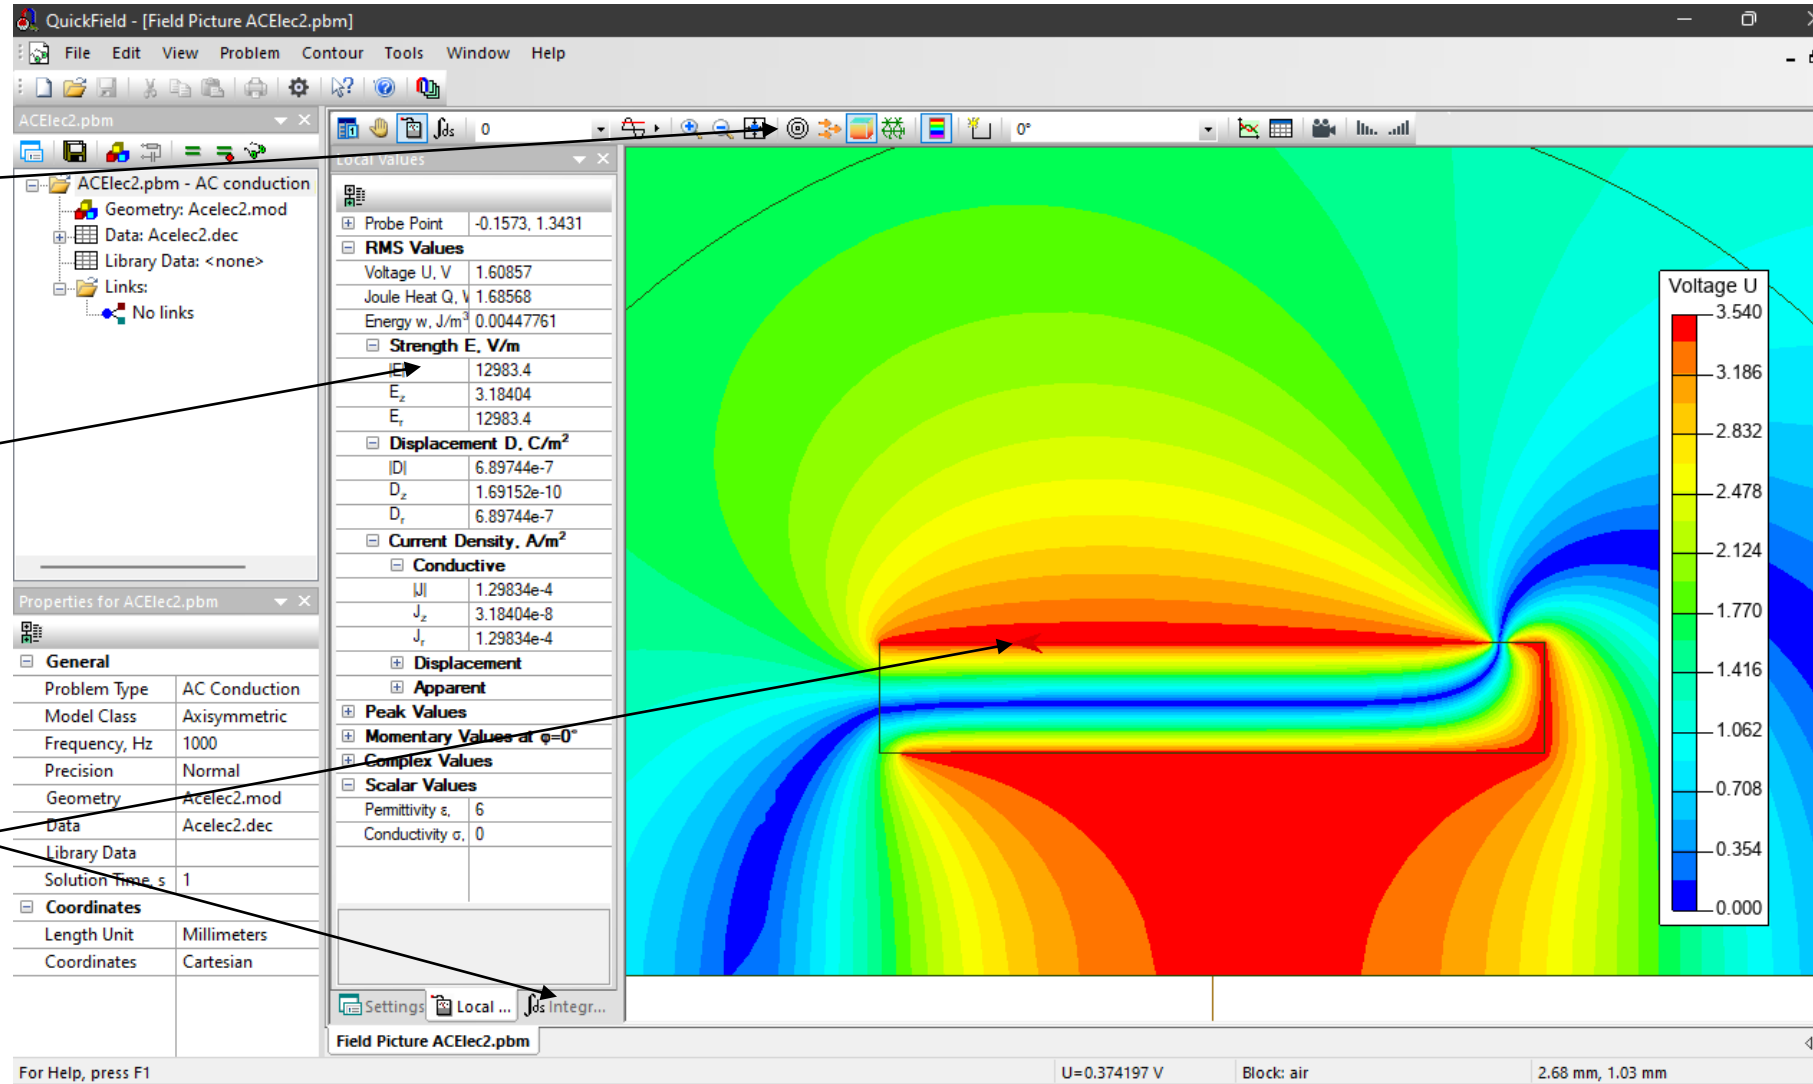 QuickField - [Field Picture ACElec2.pbm]
File Edit View Problem Contour Tools Window Help
ACElec2.pbm
ACElec2.pbm - AC conduction
Geometry: Acelec2.mod
Data: Acelec2.dec
Library Data: <none>
Links:
No links
Properties for ACElec2.pbm
General
Problem Type AC Conduction
Model Class Axisymmetric
Frequency, Hz 1000
Precision Normal
Geometry Acelec2.mod
Data Acelec2.dec
Library Data
Solution Time, s 1
Coordinates
Length Unit Millimeters
Coordinates Cartesian
0 0°
Local Values
Probe Point -0.1573, 1.3431
RMS Values
Voltage U, V 1.60857
Joule Heat Q, 1.68568
Energy w, J/m³ 0.00447761
Strength E, V/m
|E| 12983.4
E_z 3.18404
E_r 12983.4
Displacement D, C/m²
|D| 6.89744e-7
D_z 1.69152e-10
D_r 6.89744e-7
Current Density, A/m²
Conductive
|J| 1.29834e-4
J_z 3.18404e-8
J_r 1.29834e-4
Displacement
Apparent
Peak Values
Momentary Values at φ=0°
Complex Values
Scalar Values
Permittivity ε, 6
Conductivity σ, 0
Settings Local ... ∫ds Integr...
Voltage U
3.540
3.186
2.832
2.478
2.124
1.770
1.416
1.062
0.708
0.354
0.000
Field Picture ACElec2.pbm
For Help, press F1 U=0.374197 V Block: air 2.68 mm, 1.03 mm